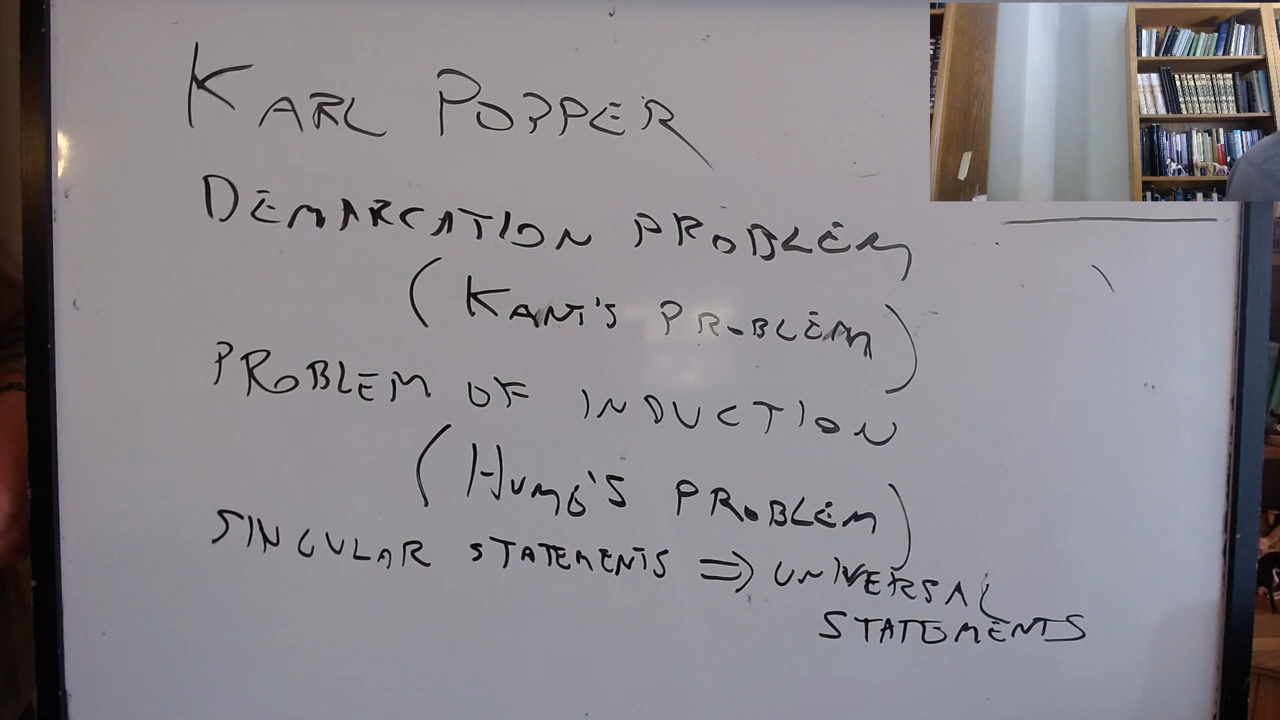 KARL POPPER
DEMARCATION PROBLEM
(KANT'S PROBLEM)
PROBLEM OF INDUCTION
(HUME'S PROBLEM)
SINGULAR STATEMENTS ⇒ UNIVERSAL
STATEMENTS